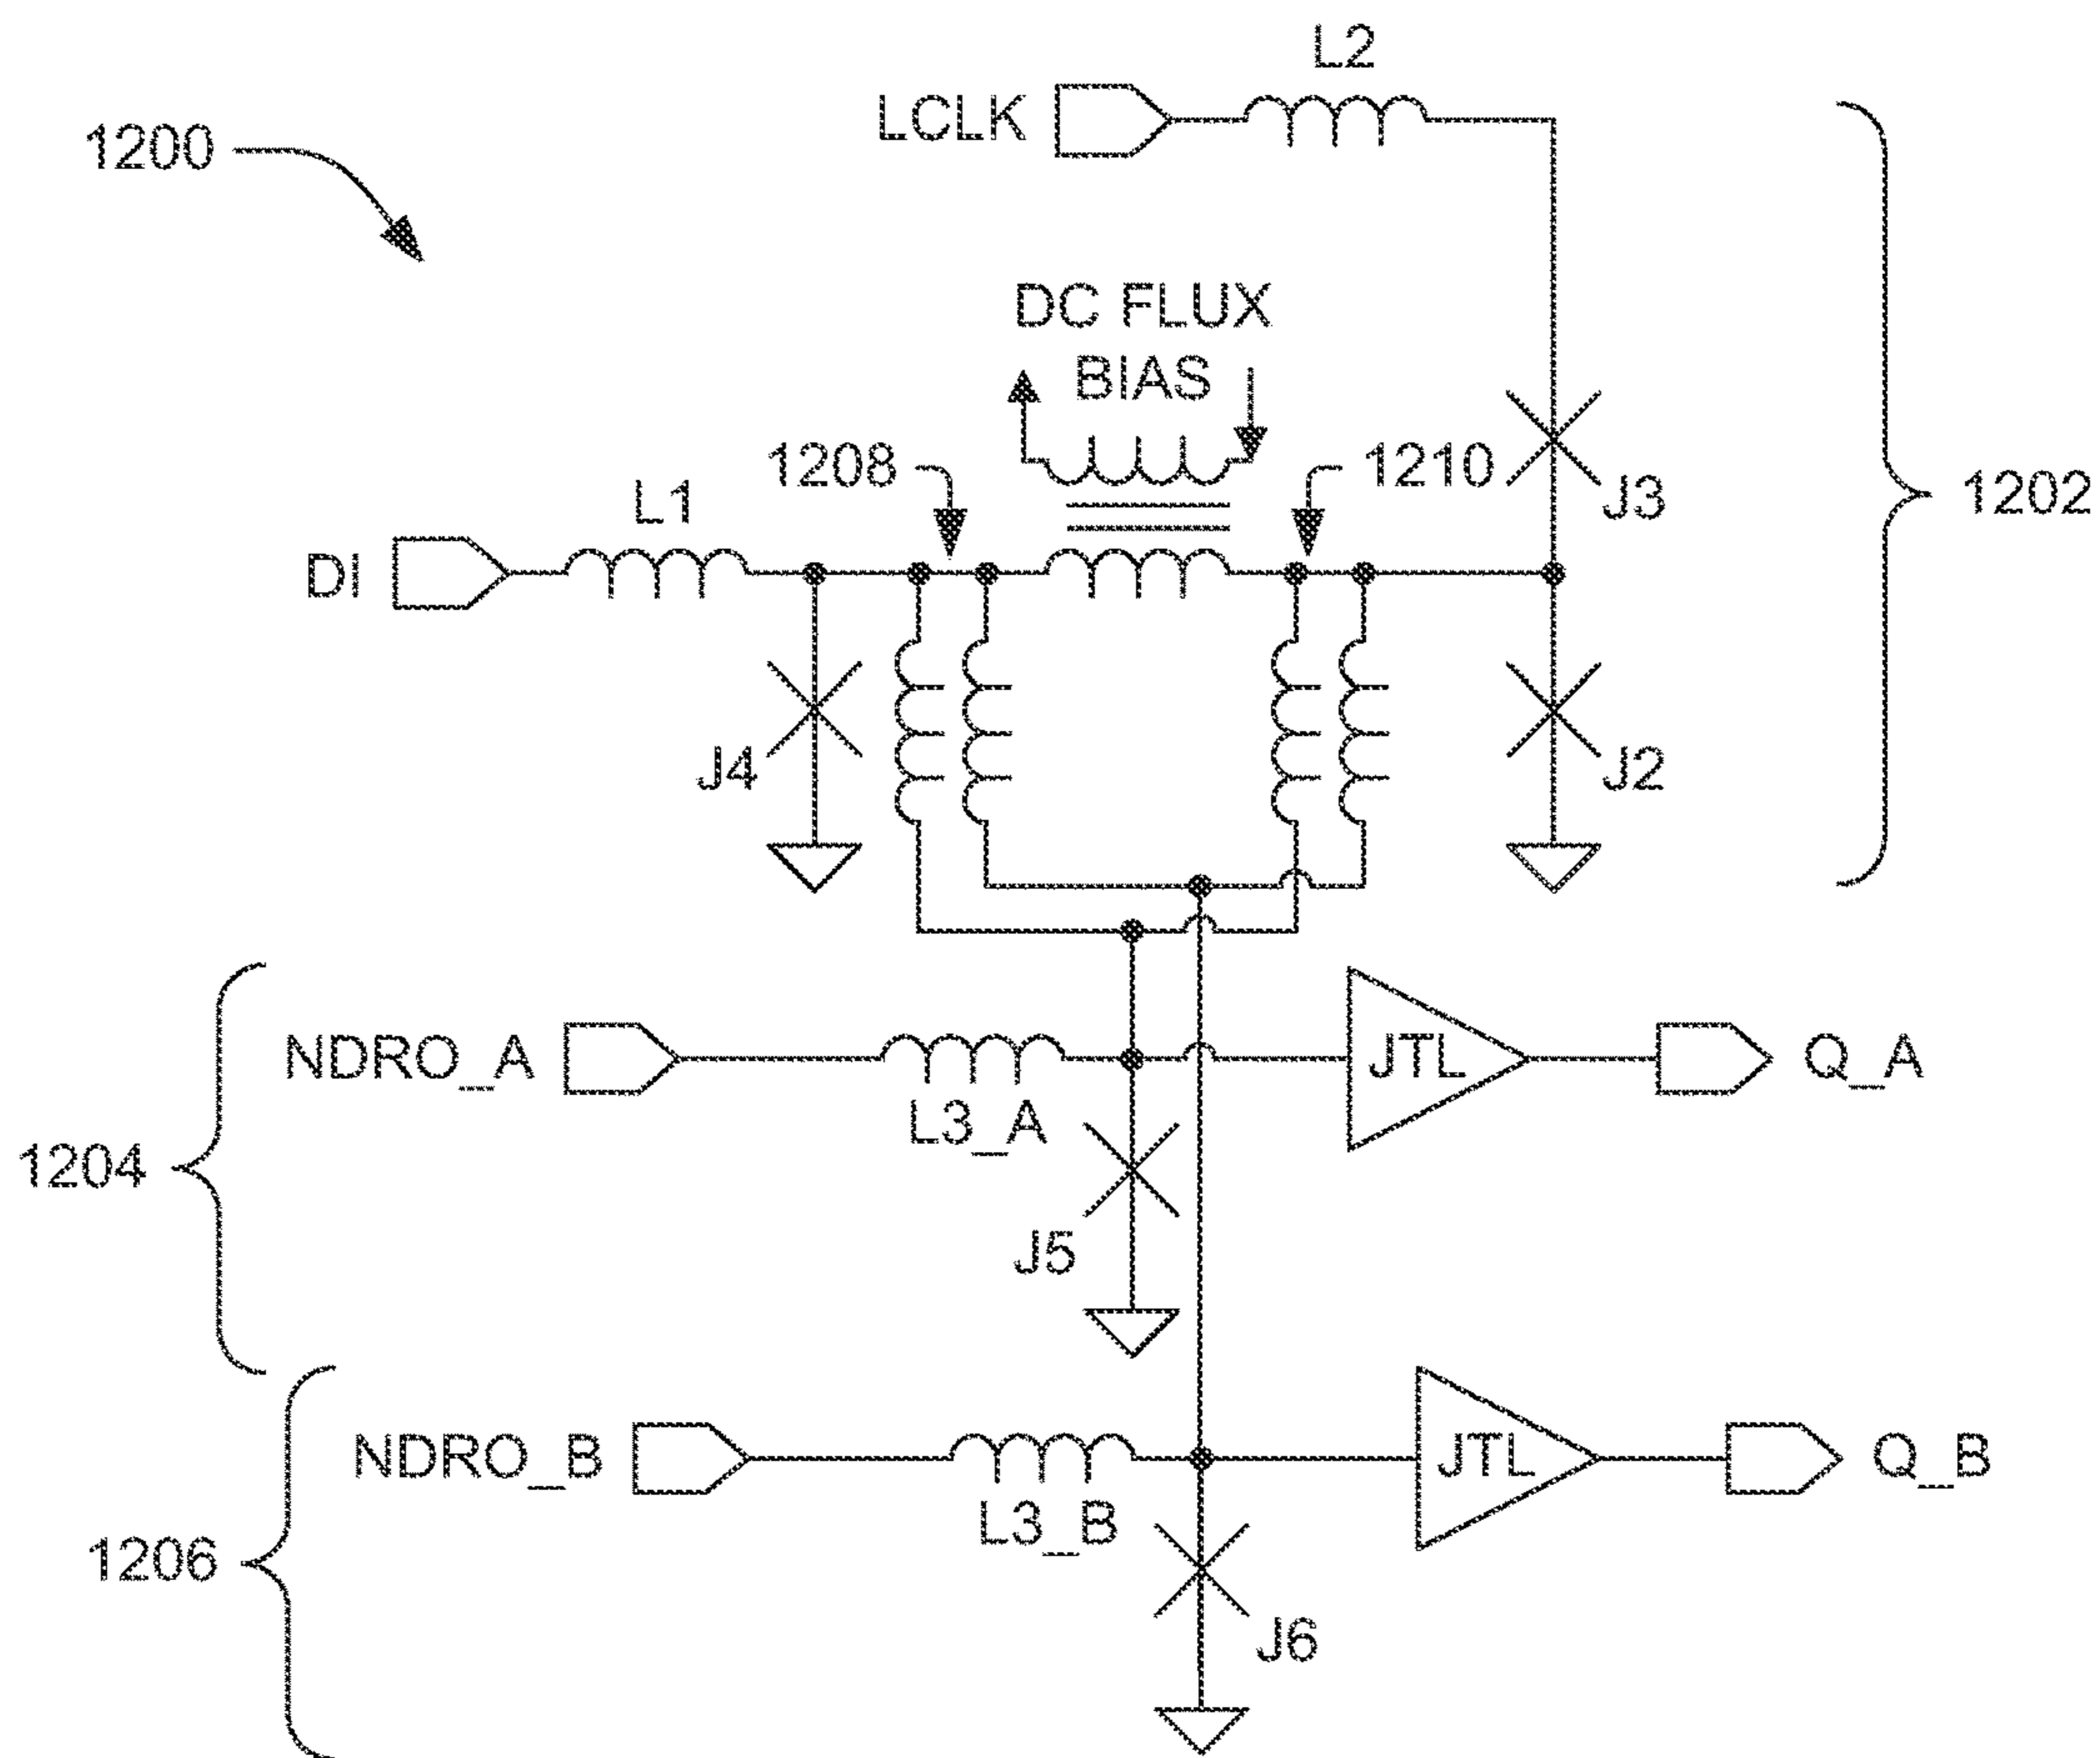 L2
LCLK
1200
DC FLUX
BIAS
1208
1210
L1
J3
1202
DI
J4
J2
NDRO_A
JTL
Q_A
L3_A
1204
J5
NDRO_B
JTL
Q_B
L3_B
1206
J6